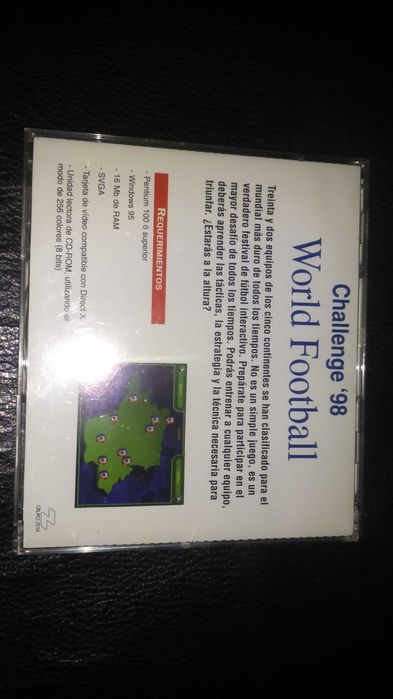 Challenge '98
World Football
Treinta y dos equipos de los cinco continentes se han clasificado para el
mundial más duro de todos los tiempos. No es un simple juego, es un
verdadero festival de fútbol interactivo. Prepárate para participar en el
mayor desafío de todos los tiempos. Podrás entrenar a cualquier equipo,
deberás aprender las tácticas, la estrategia y la técnica necesaria para
triunfar. ¿Estarás a la altura?
REQUERIMIENTOS
- Pentium 100 ó superior
- Windows 95
- 16 Mb de RAM
- SVGA
- Tarjeta de vídeo compatible con Direct X
- Unidad lectora de CD-ROM, utilizando el
modo de 256 colores (8 bits)
GRUPO ZETA